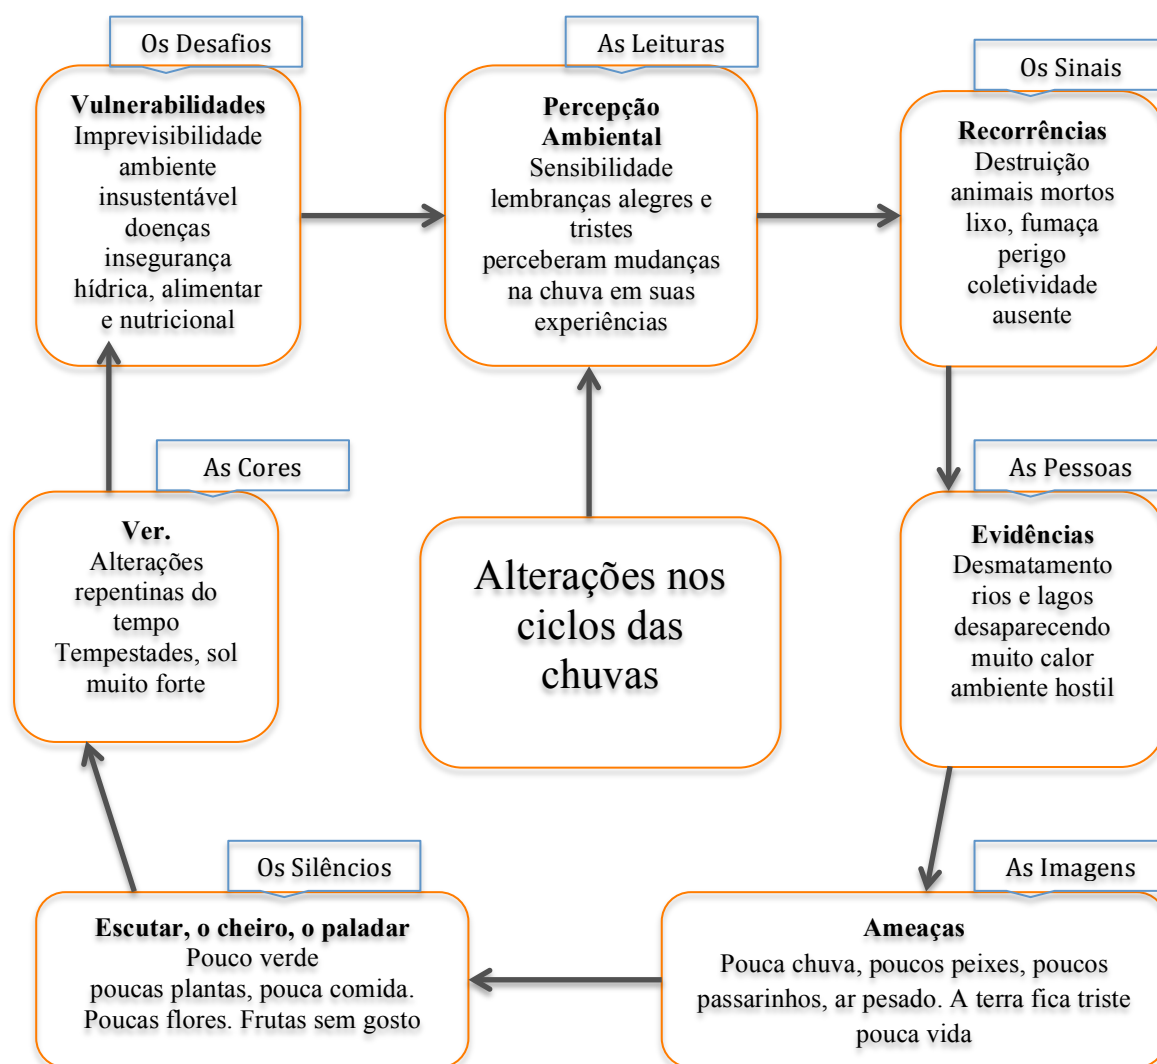 Os Desafios
Vulnerabilidades
Imprevisibilidade
ambiente
insustentável
doenças
insegurança
hídrica, alimentar
e nutricional
As Leituras
Percepção
Ambiental
Sensibilidade
lembranças alegres e
tristes
perceberam mudanças
na chuva em suas
experiências
Os Sinais
Recorrências
Destruição
animais mortos
lixo, fumaça
perigo
coletividade
ausente
As Cores
Ver.
Alterações
repentinas do
tempo
Tempestades, sol
muito forte
Alterações nos
ciclos das
chuvas
As Pessoas
Evidências
Desmatamento
rios e lagos
desaparecendo
muito calor
ambiente hostil
Os Silêncios
Escutar, o cheiro, o paladar
Pouco verde
poucas plantas, pouca comida.
Poucas flores. Frutas sem gosto
As Imagens
Ameaças
Pouca chuva, poucos peixes, poucos
passarinhos, ar pesado. A terra fica triste
pouca vida